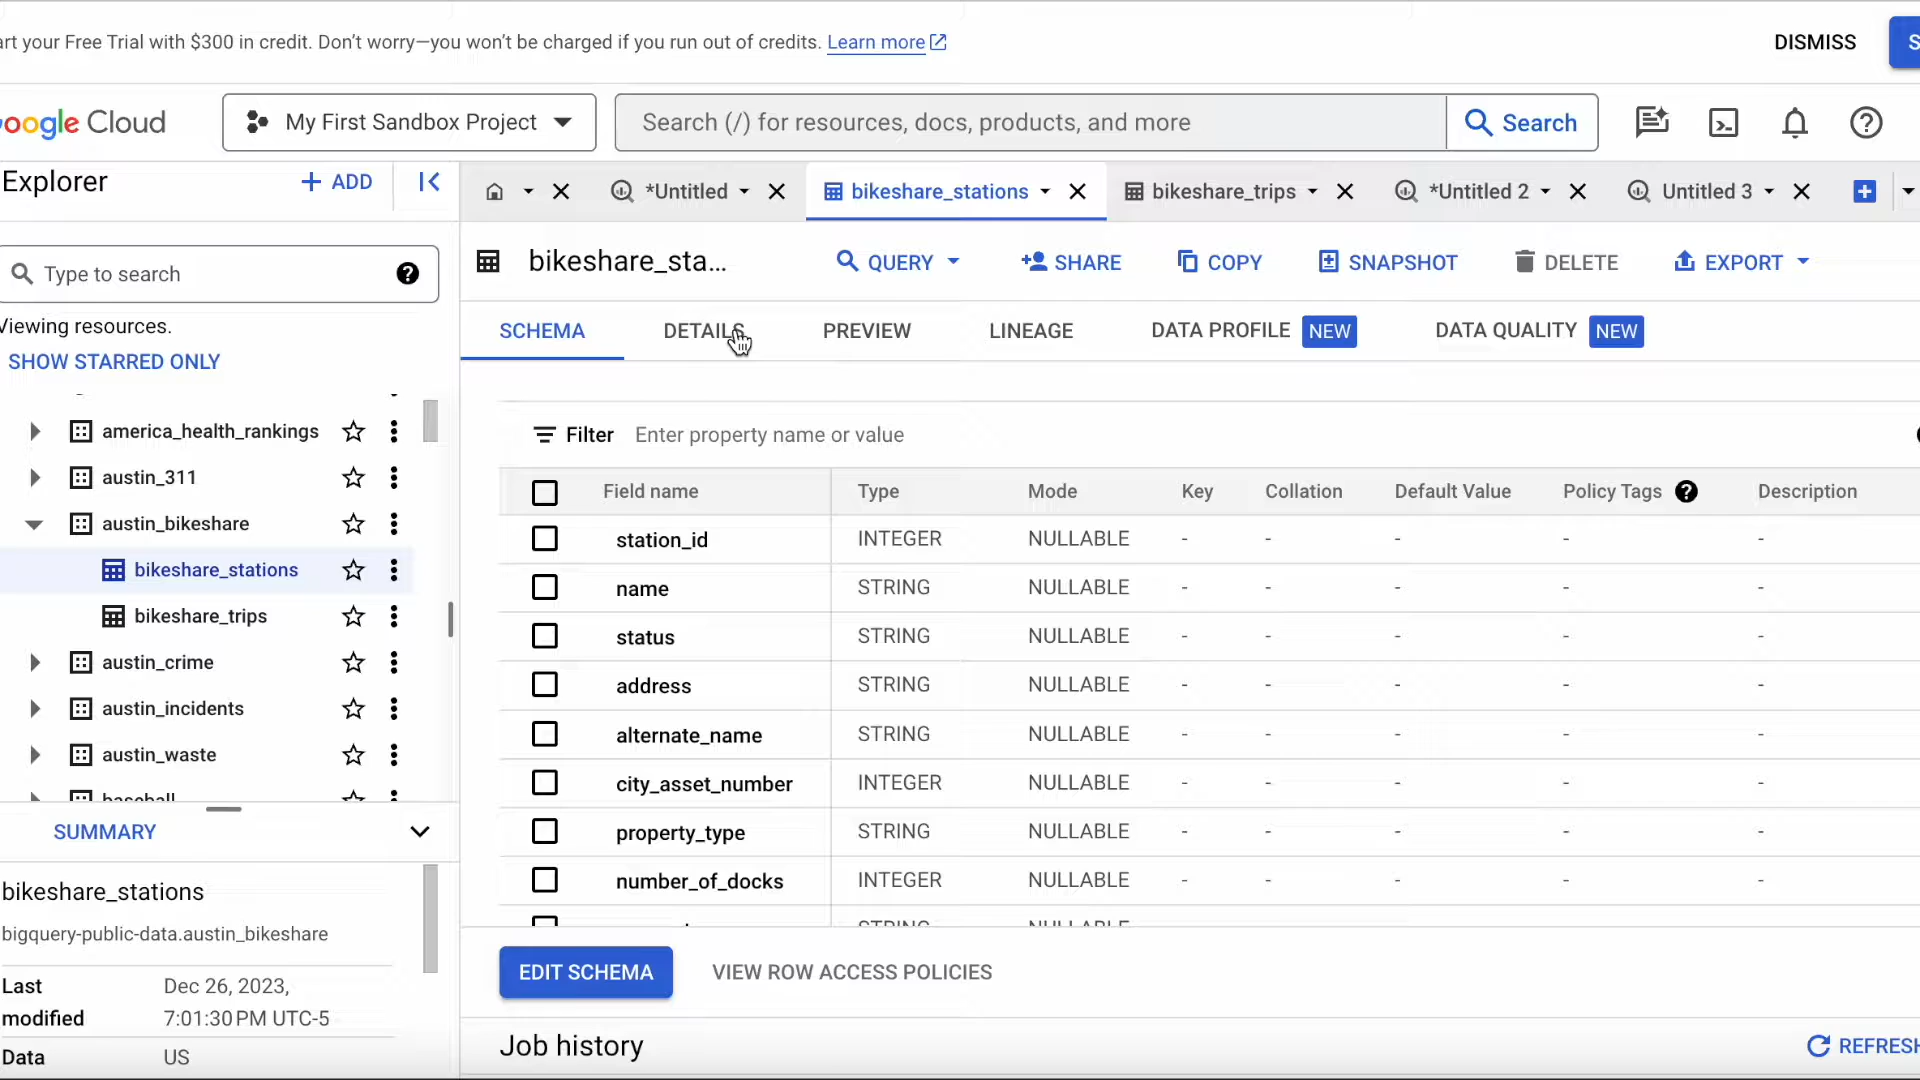 art your Free Trial with $300 in credit. Don't worry—you won't be charged if you run out of credits. Learn more
DISMISS
oogle Cloud
My First Sandbox Project
Search (/) for resources, docs, products, and more
Search
Explorer
+ ADD
*Untitled
bikeshare_stations
bikeshare_trips
*Untitled 2
Untitled 3
bikeshare_sta...
QUERY
SHARE
COPY
SNAPSHOT
DELETE
EXPORT
Type to search
Viewing resources.
SHOW STARRED ONLY
SCHEMA
DETAILS
PREVIEW
LINEAGE
DATA PROFILE NEW
DATA QUALITY NEW
america_health_rankings
austin_311
austin_bikeshare
bikeshare_stations
bikeshare_trips
austin_crime
austin_incidents
austin_waste
baseball
Filter Enter property name or value
Field name Type Mode Key Collation Default Value Policy Tags Description
station_id INTEGER NULLABLE - - - - -
name STRING NULLABLE - - - - -
status STRING NULLABLE - - - - -
address STRING NULLABLE - - - - -
alternate_name STRING NULLABLE - - - - -
city_asset_number INTEGER NULLABLE - - - - -
property_type STRING NULLABLE - - - - -
number_of_docks INTEGER NULLABLE - - - - -
STRING NULLABLE
SUMMARY
bikeshare_stations
bigquery-public-data.austin_bikeshare
Last modified
Dec 26, 2023,
7:01:30 PM UTC-5
Data US
EDIT SCHEMA
VIEW ROW ACCESS POLICIES
Job history
REFRESH